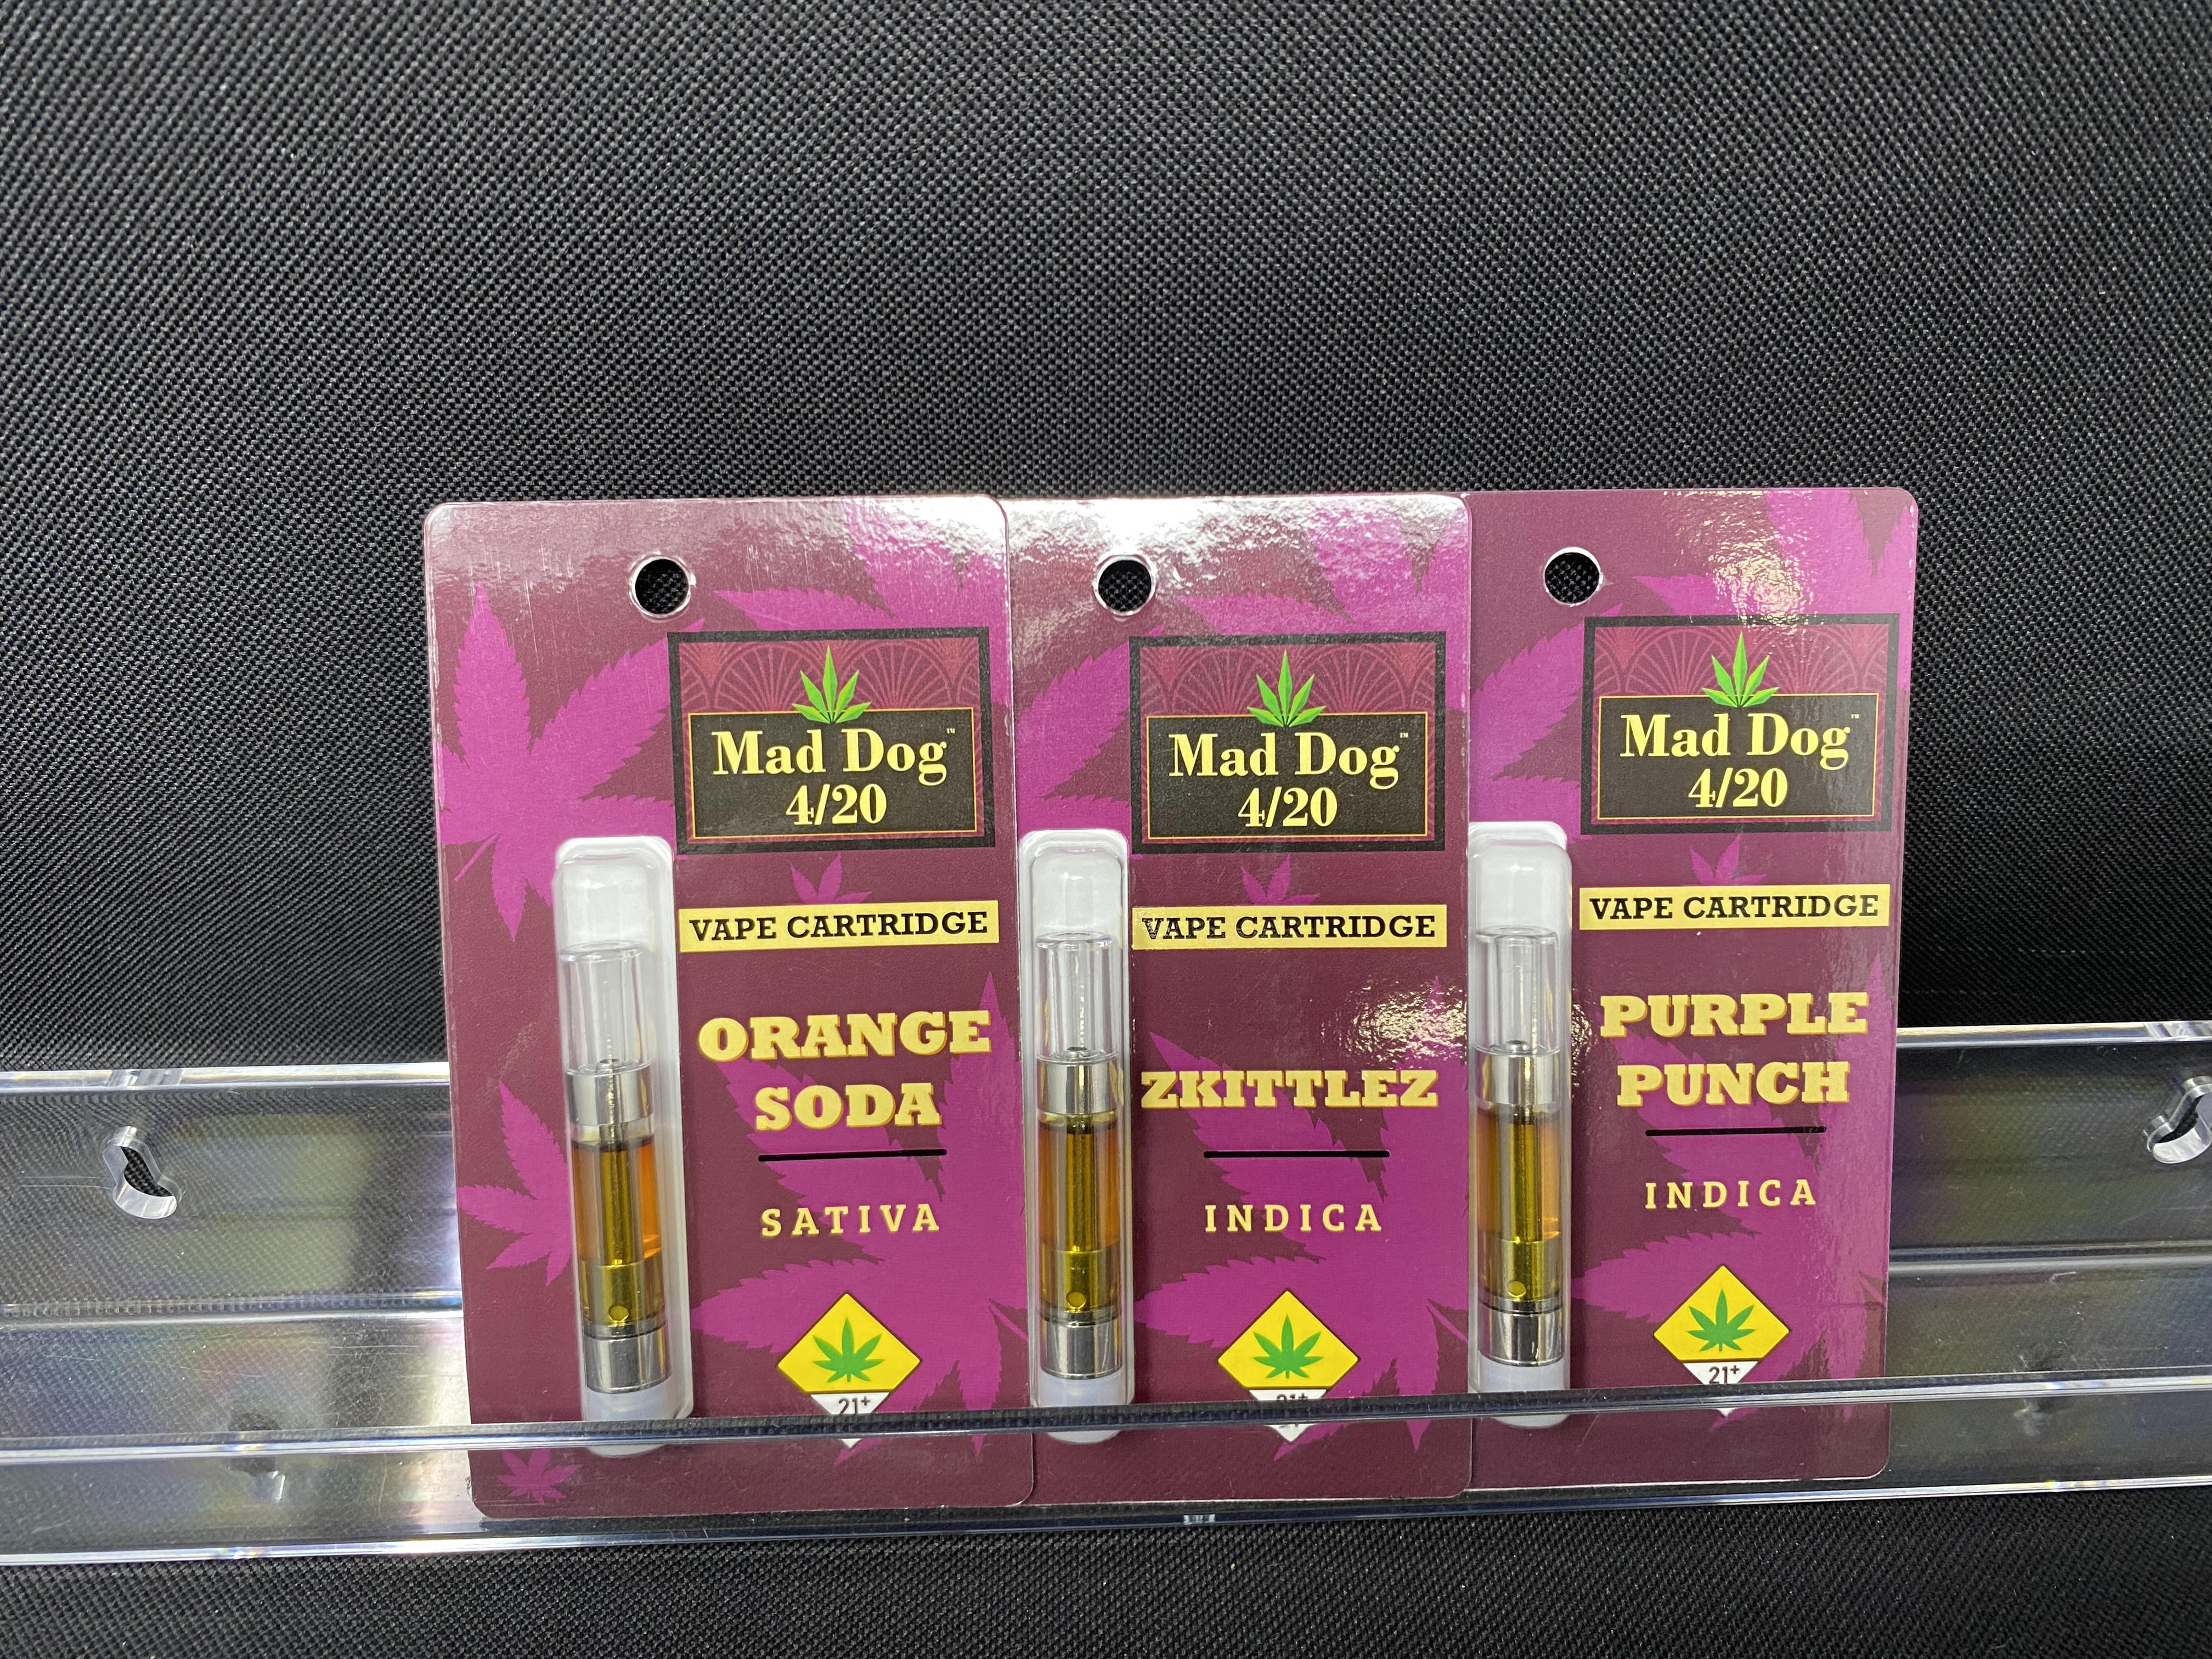 Mad Dog™
4/20
VAPE CARTRIDGE
ORANGE
SODA
SATIVA
21+
Mad Dog™
4/20
VAPE CARTRIDGE
ZKITTLEZ
INDICA
21+
Mad Dog™
4/20
VAPE CARTRIDGE
PURPLE
PUNCH
INDICA
21+